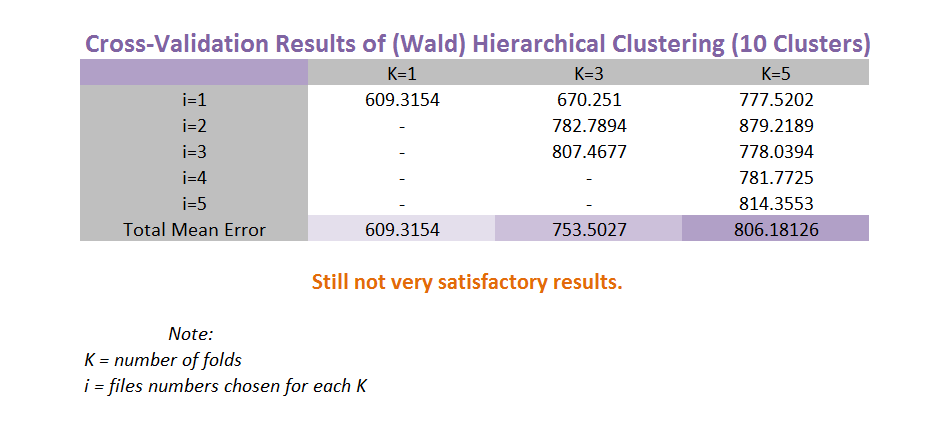 Cross-Validation Results of (Wald) Hierarchical Clustering (10 Clusters)
K=1 K=3 K=5
i=1 609.3154 670.251 777.5202
i=2 - 782.7894 879.2189
i=3 - 807.4677 778.0394
i=4 - - 781.7725
i=5 - - 814.3553
Total Mean Error 609.3154 753.5027 806.18126
Still not very satisfactory results.
Note:
K = number of folds
i = files numbers chosen for each K